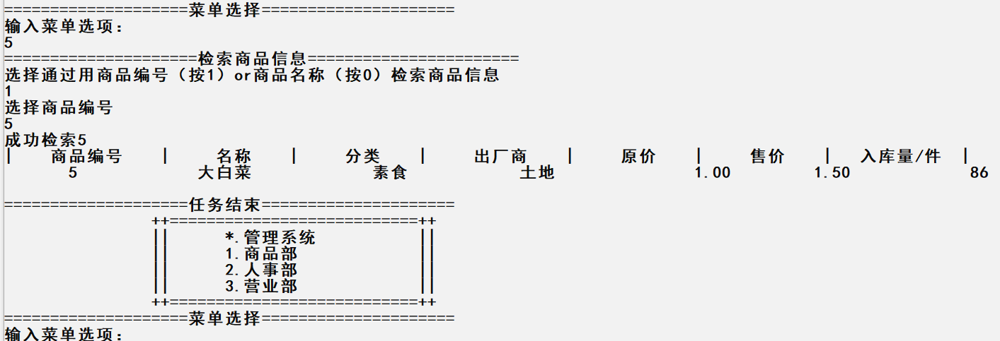 =====================菜单选择======================
输入菜单选项：
5
======================检索商品信息========================
选择通过用商品编号（按1）or商品名称（按0）检索商品信息
1
选择商品编号
5
成功检索5
| 商品编号 | 名称 | 分类 | 出厂商 | 原价 | 售价 | 入库量/件 |
5 大白菜 素食 土地 1.00 1.50 86
=====================任务结束======================
++===========================++
|| *.管理系统 ||
|| 1.商品部 ||
|| 2.人事部 ||
|| 3.营业部 ||
++===========================++
=====================菜单选择======================
输入菜单选项：